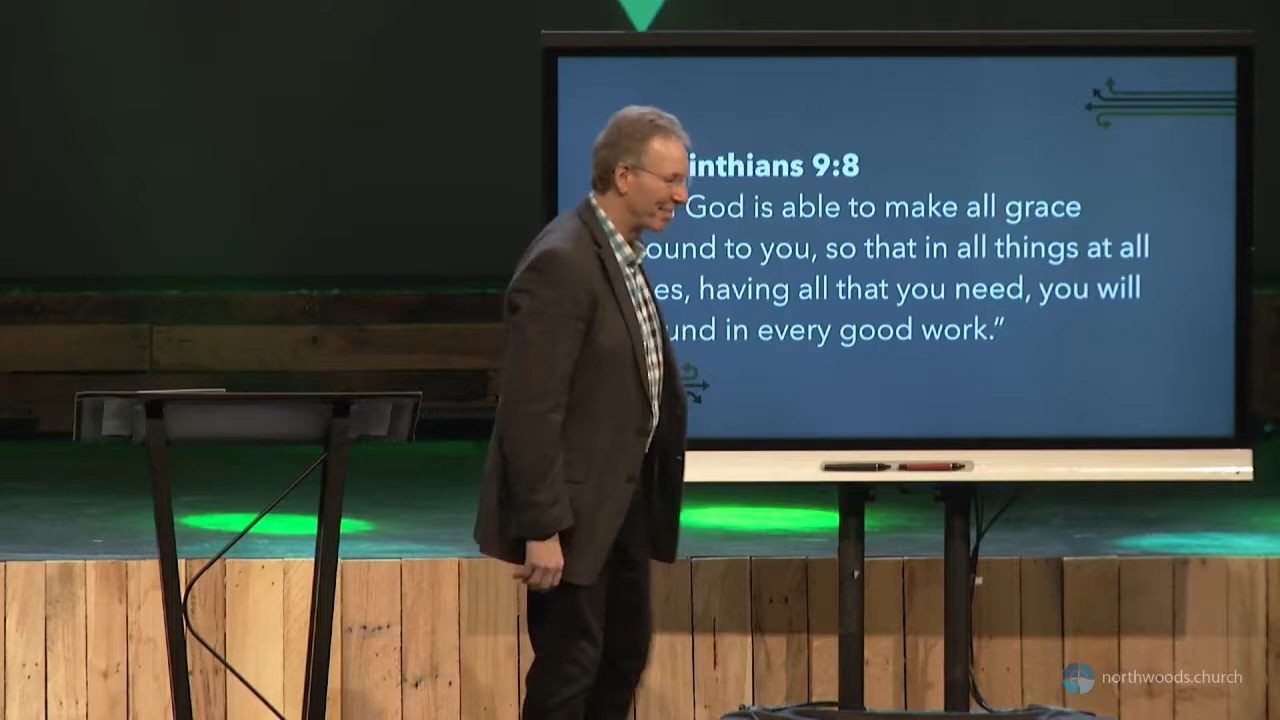 inthians 9:8
God is able to make all grace
ound to you, so that in all things at all
es, having all that you need, you will
und in every good work.”
northwoods.church